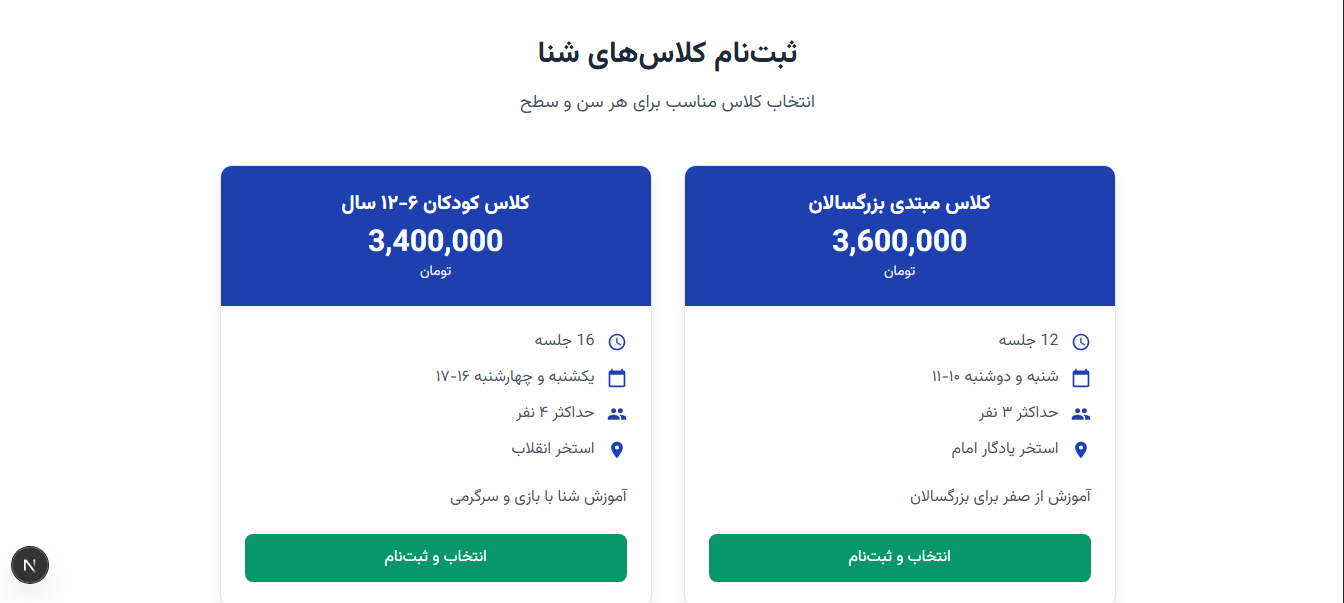 ثبت‌نام کلاس‌های شنا
انتخاب کلاس مناسب برای هر سن و سطح
کلاس مبتدی بزرگسالان
3,600,000
تومان
12 جلسه
شنبه و دوشنبه ۱۰-۱۱
حداکثر ۳ نفر
استخر یادگار امام
آموزش از صفر برای بزرگسالان
انتخاب و ثبت‌نام
کلاس کودکان ۶-۱۲ سال
3,400,000
تومان
16 جلسه
یکشنبه و چهارشنبه ۱۶-۱۷
حداکثر ۴ نفر
استخر انقلاب
آموزش شنا با بازی و سرگرمی
انتخاب و ثبت‌نام
N